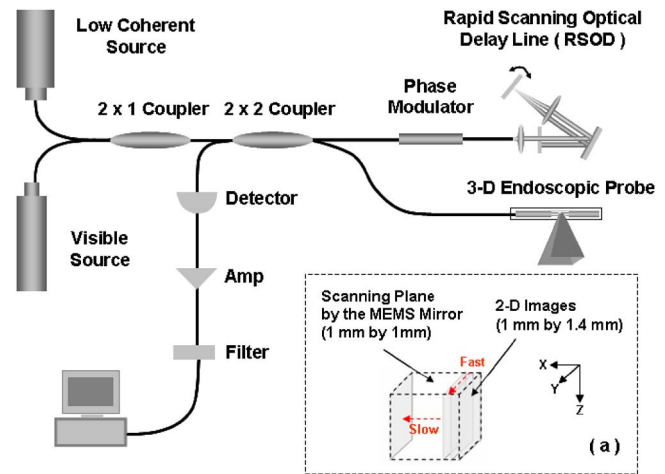 Low Coherent
Source
Rapid Scanning Optical
Delay Line ( RSOD )
2 x 1 Coupler
2 x 2 Coupler
Phase
Modulator
3-D Endoscopic Probe
Detector
Visible
Source
Amp
Filter
Scanning Plane
by the MEMS Mirror
(1 mm by 1mm)
2-D Images
(1 mm by 1.4 mm)
Fast
Slow
X
Y
Z
( a )